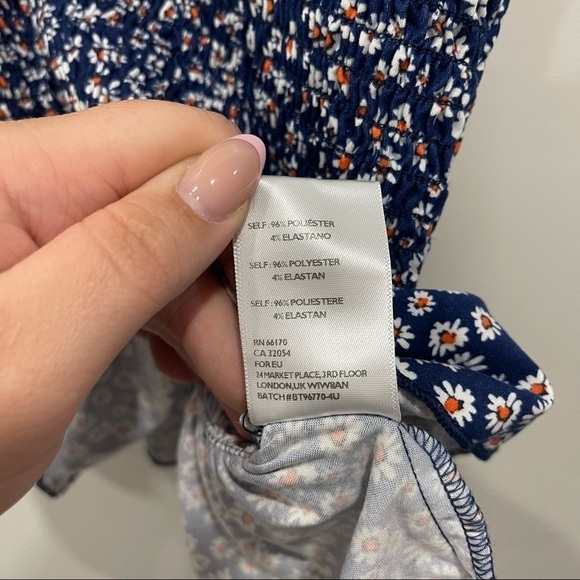 SELF: 96% POLIÉSTER
4% ELASTANO
SELF: 96% POLYESTER
4% ELASTAN
SELF: 96% POLIESTERE
4% ELASTAN
RN 66170
CA 32054
FOR EU
24 MARKET PLACE, 3RD FLOOR
LONDON, UK W1W8AN
BATCH#BT96770-4U